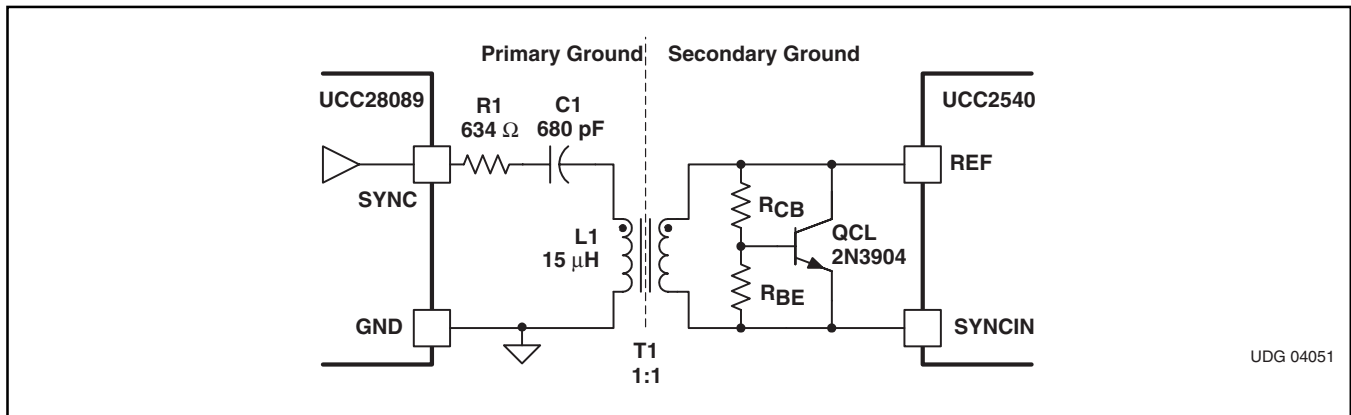 Primary Ground
Secondary Ground
UCC28089
R1
634 Ω
C1
680 pF
UCC2540
SYNC
REF
RCB
QCL
2N3904
L1
15 μH
RBE
GND
SYNCIN
T1
1:1
UDG 04051